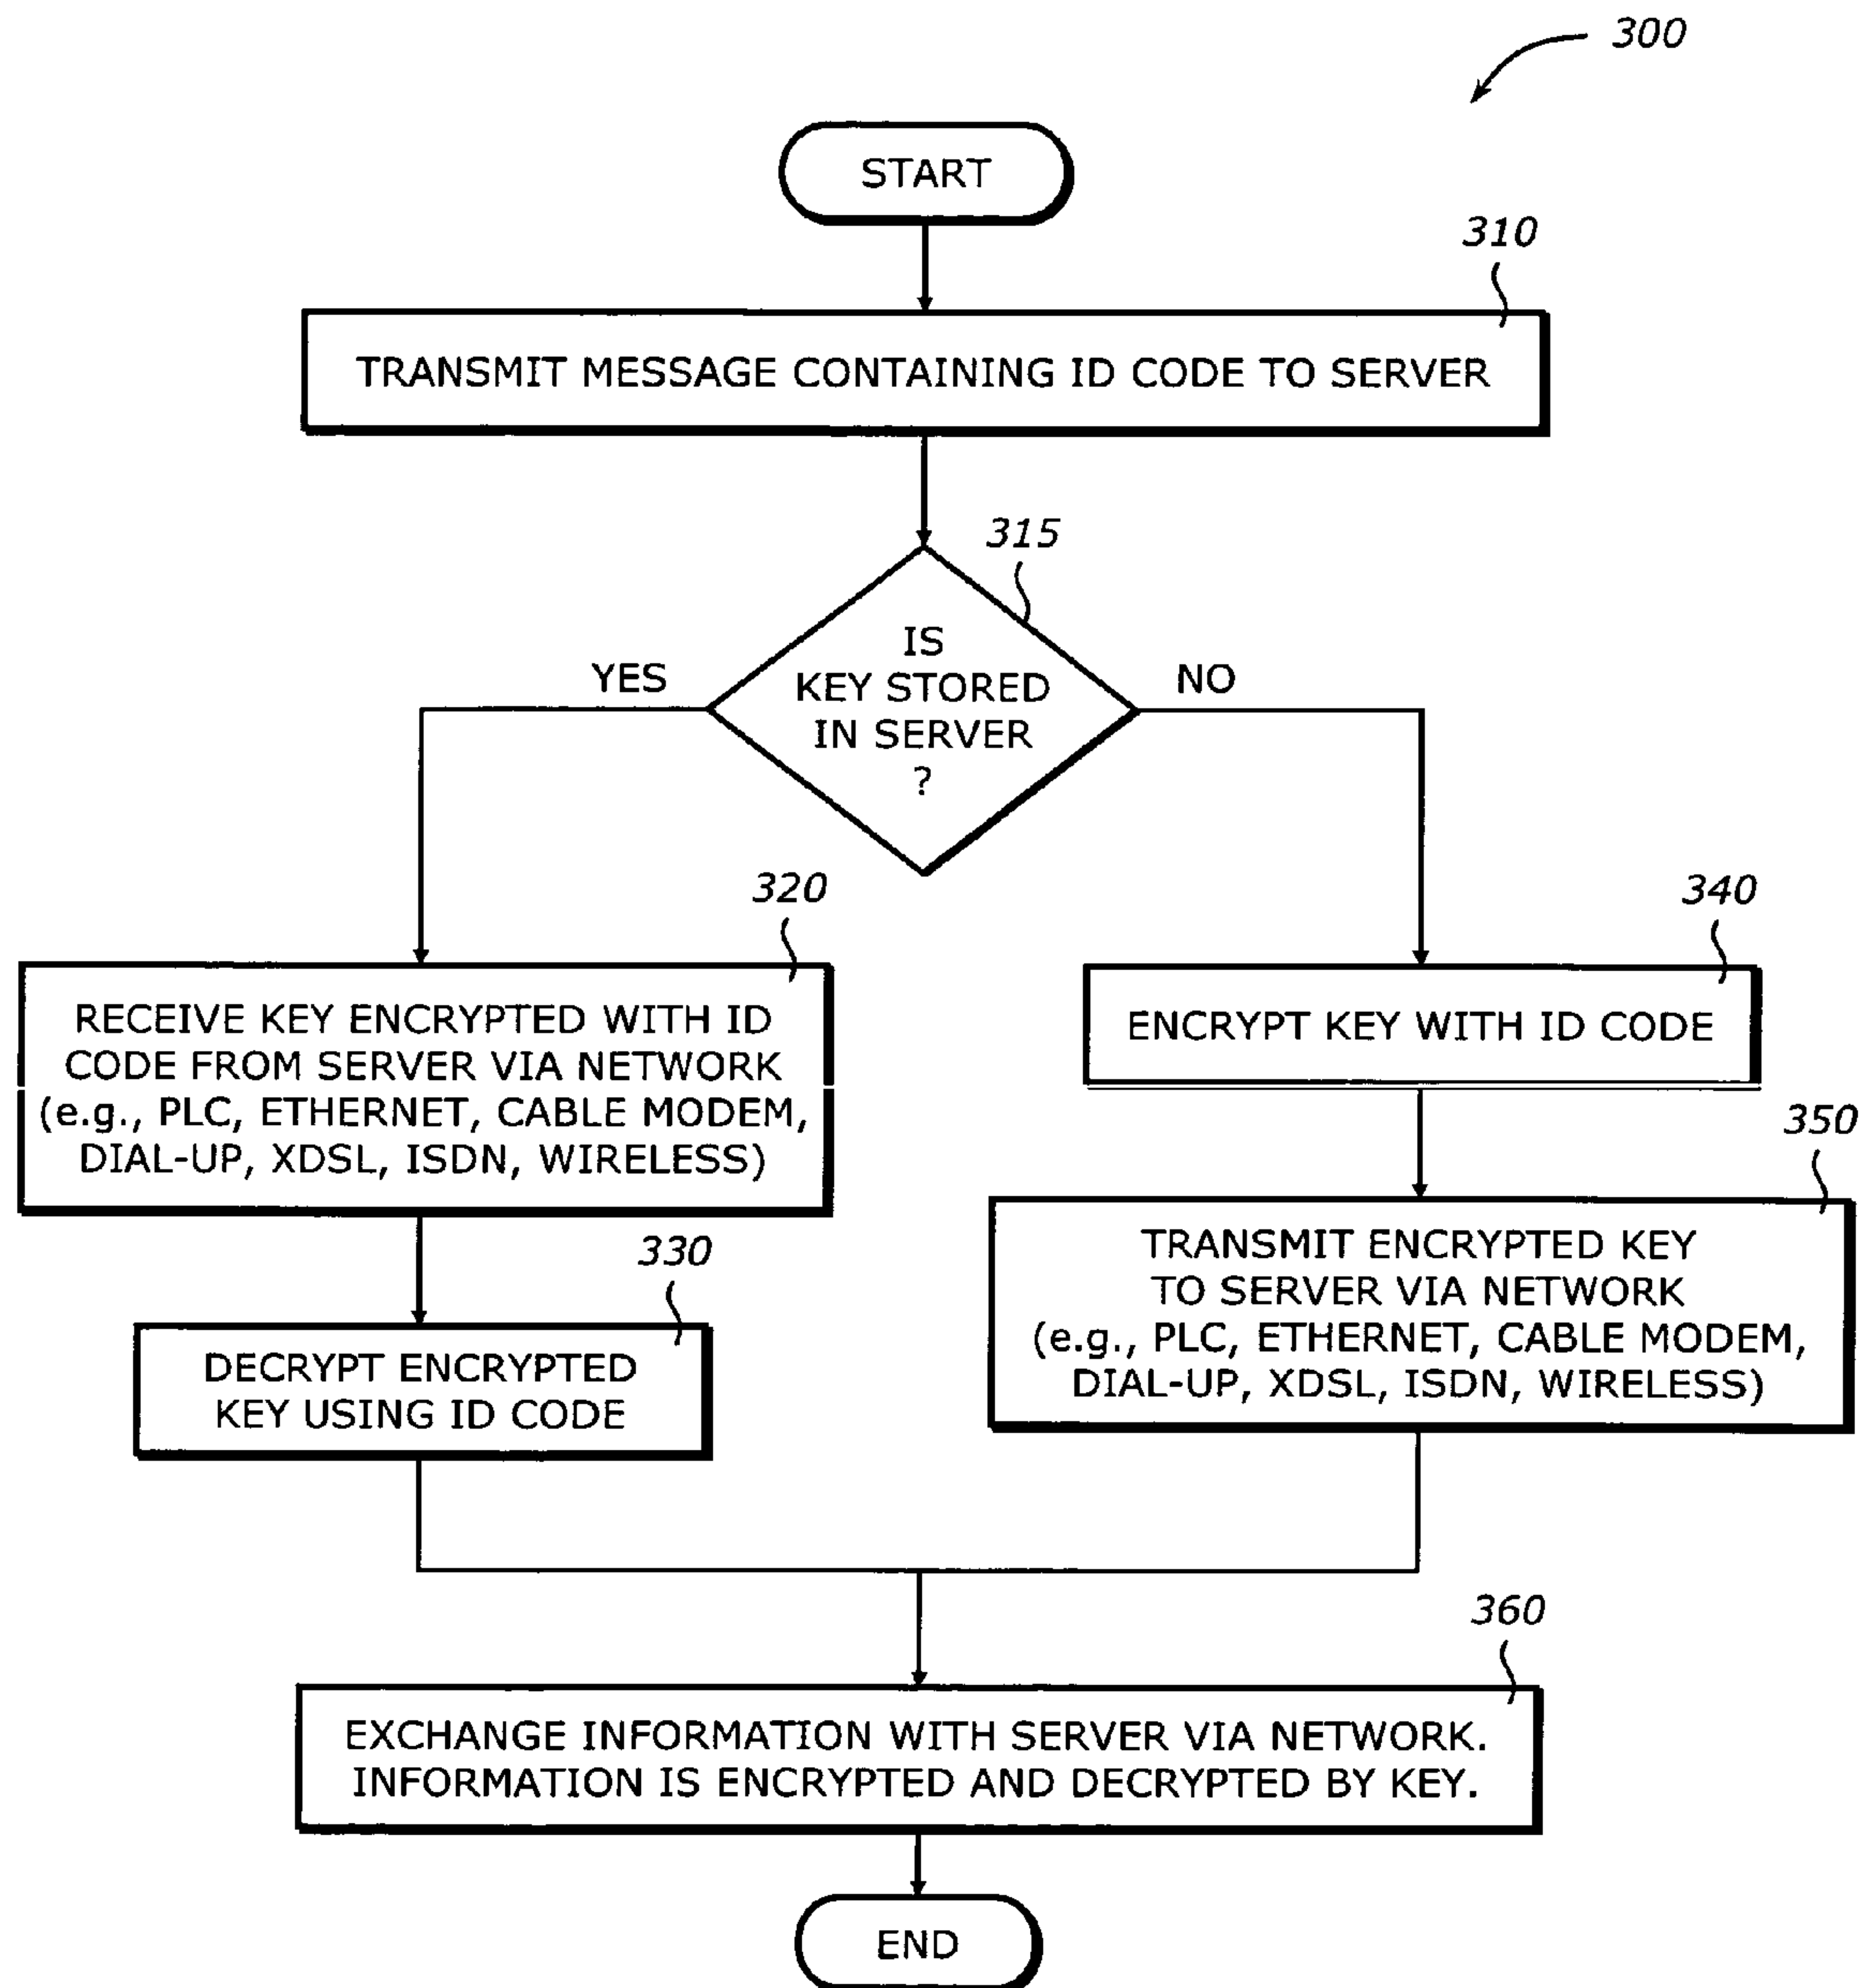 300
START
310
TRANSMIT MESSAGE CONTAINING ID CODE TO SERVER
315
IS
KEY STORED
IN SERVER
?
YES
NO
320
RECEIVE KEY ENCRYPTED WITH ID
CODE FROM SERVER VIA NETWORK
(e.g., PLC, ETHERNET, CABLE MODEM,
DIAL-UP, XDSL, ISDN, WIRELESS)
330
DECRYPT ENCRYPTED
KEY USING ID CODE
340
ENCRYPT KEY WITH ID CODE
350
TRANSMIT ENCRYPTED KEY
TO SERVER VIA NETWORK
(e.g., PLC, ETHERNET, CABLE MODEM,
DIAL-UP, XDSL, ISDN, WIRELESS)
360
EXCHANGE INFORMATION WITH SERVER VIA NETWORK.
INFORMATION IS ENCRYPTED AND DECRYPTED BY KEY.
END